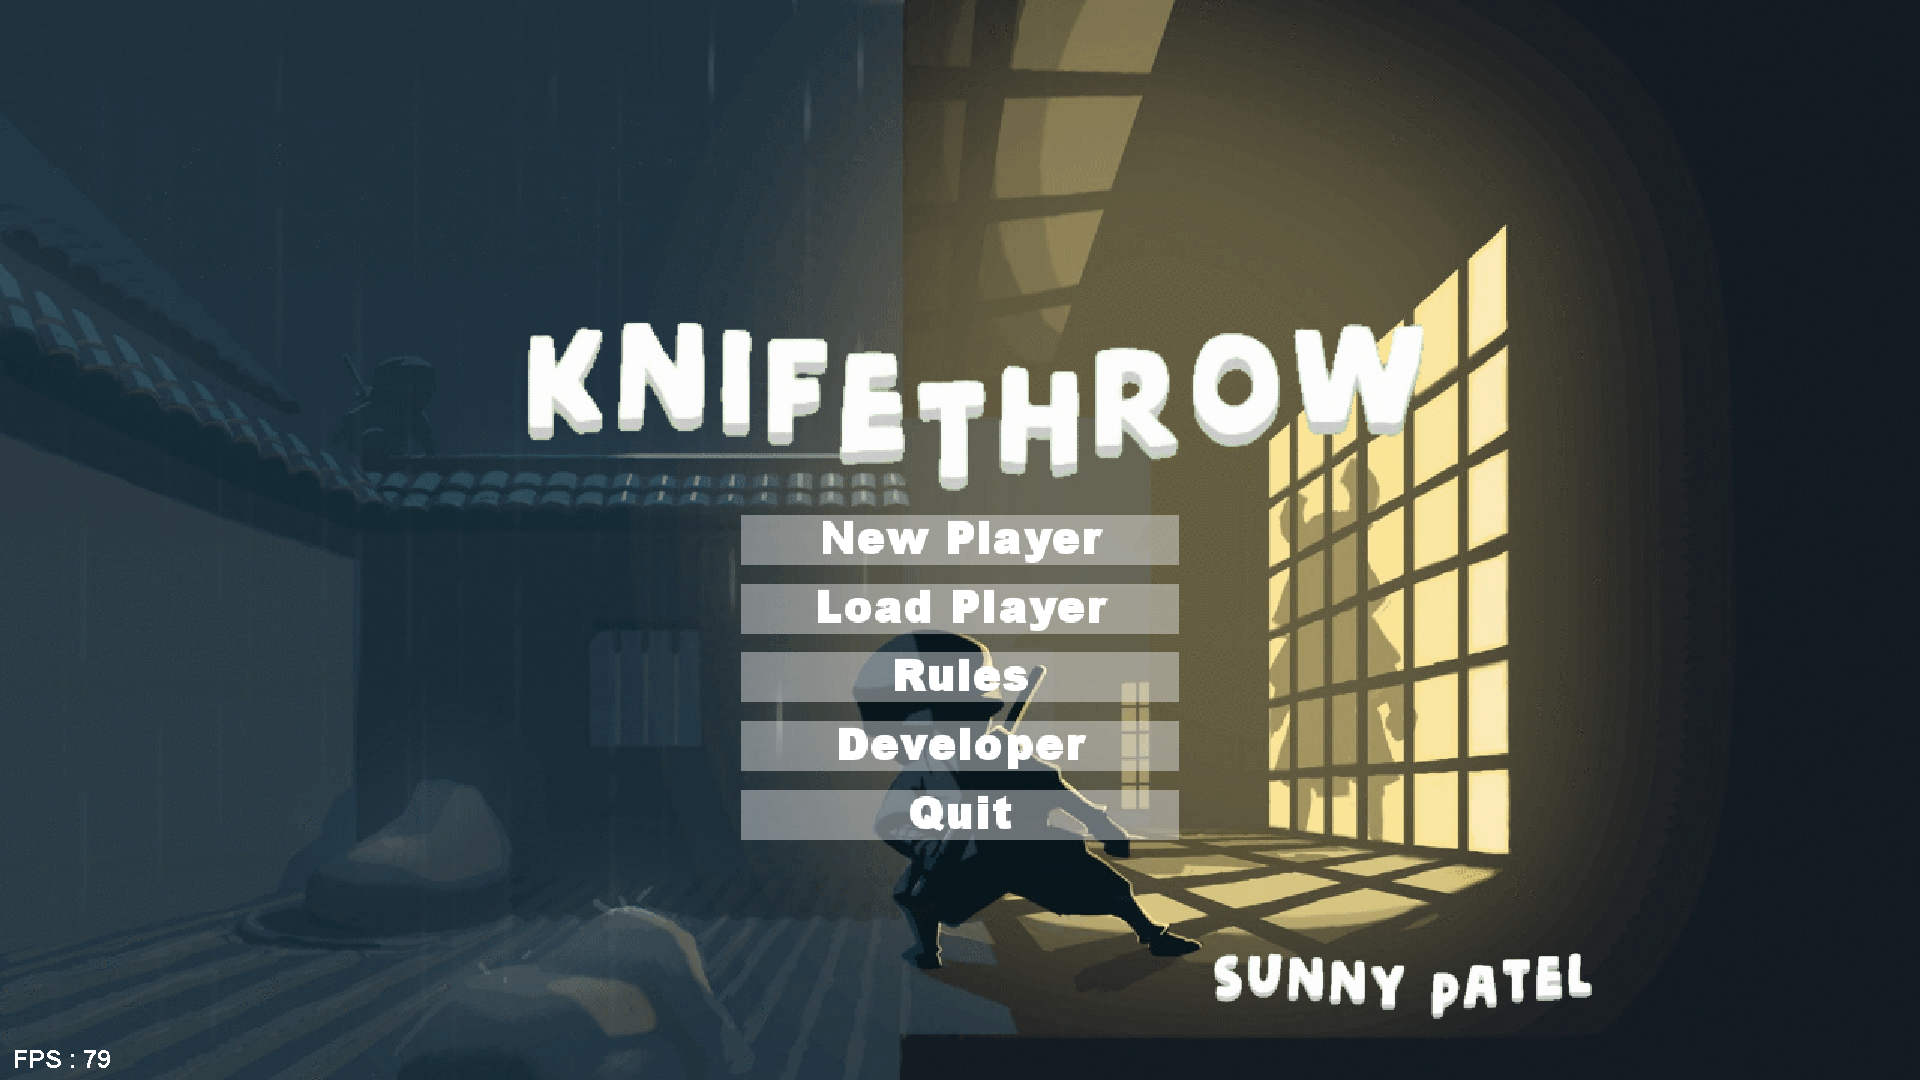 KNIFETHROW
New Player
Load Player
Rules
Developer
Quit
SUNNY PATEL
FPS : 79